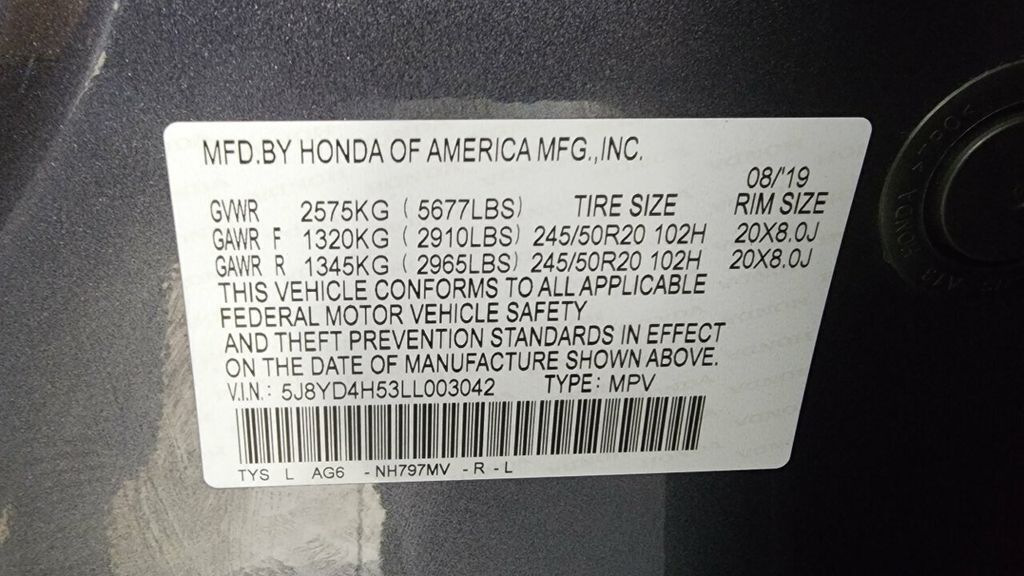 MFD.BY HONDA OF AMERICA MFG.,INC.
08/'19
GVWR 2575KG ( 5677LBS) TIRE SIZE RIM SIZE
GAWR F 1320KG ( 2910LBS) 245/50R20 102H 20X8.0J
GAWR R 1345KG ( 2965LBS) 245/50R20 102H 20X8.0J
THIS VEHICLE CONFORMS TO ALL APPLICABLE
FEDERAL MOTOR VEHICLE SAFETY
AND THEFT PREVENTION STANDARDS IN EFFECT
ON THE DATE OF MANUFACTURE SHOWN ABOVE.
V.I.N.: 5J8YD4H53LL003042 TYPE: MPV
TYS L AG6 -NH797MV -R -L